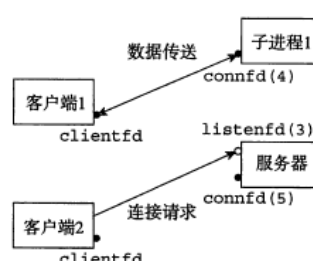 数据传送
子进程1
connfd(4)
客户端1
clientfd
listenfd(3)
服务器
connfd(5)
连接请求
客户端2
clientfd